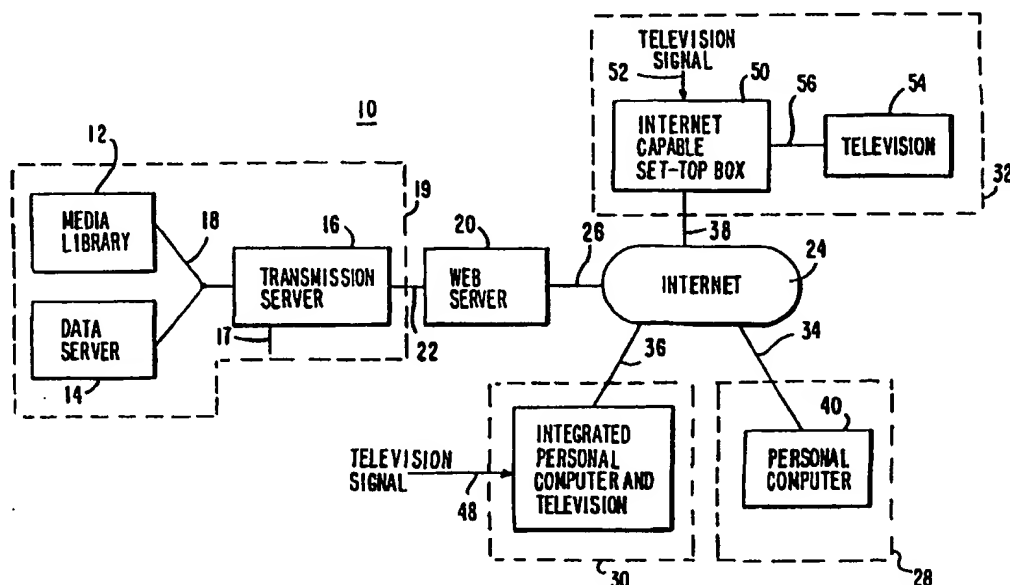 10
12
MEDIA
LIBRARY
18
DATA
SERVER
14
16
TRANSMISSION
SERVER
17
19
22
20
WEB
SERVER
26
TELEVISION
SIGNAL
52
50
INTERNET
CAPABLE
SET-TOP BOX
56
54
TELEVISION
32
38
24
INTERNET
36
34
TELEVISION
SIGNAL
48
INTEGRATED
PERSONAL
COMPUTER AND
TELEVISION
30
40
PERSONAL
COMPUTER
28